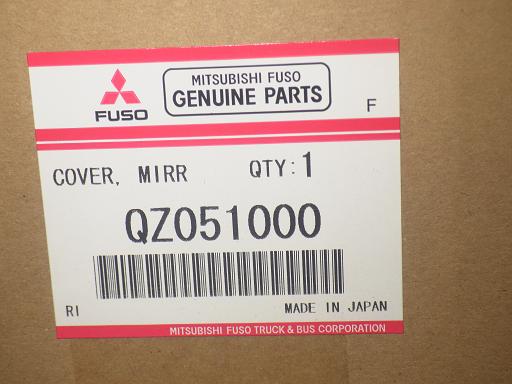 MITSUBISHI FUSO
GENUINE PARTS
FUSO
F
COVER, MIRR QTY:1
QZ051000
RI MADE IN JAPAN
MITSUBISHI FUSO TRUCK & BUS CORPORATION